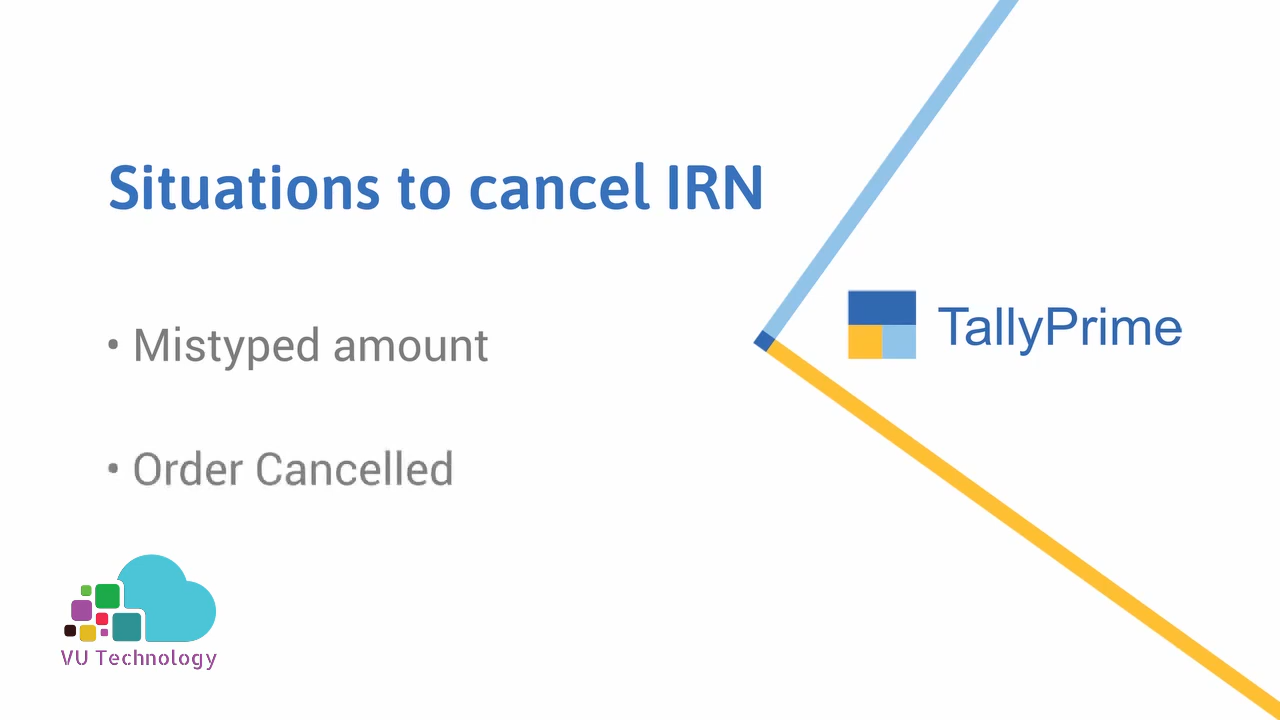 Situations to cancel IRN
• Mistyped amount
• Order Cancelled
TallyPrime
VU Technology